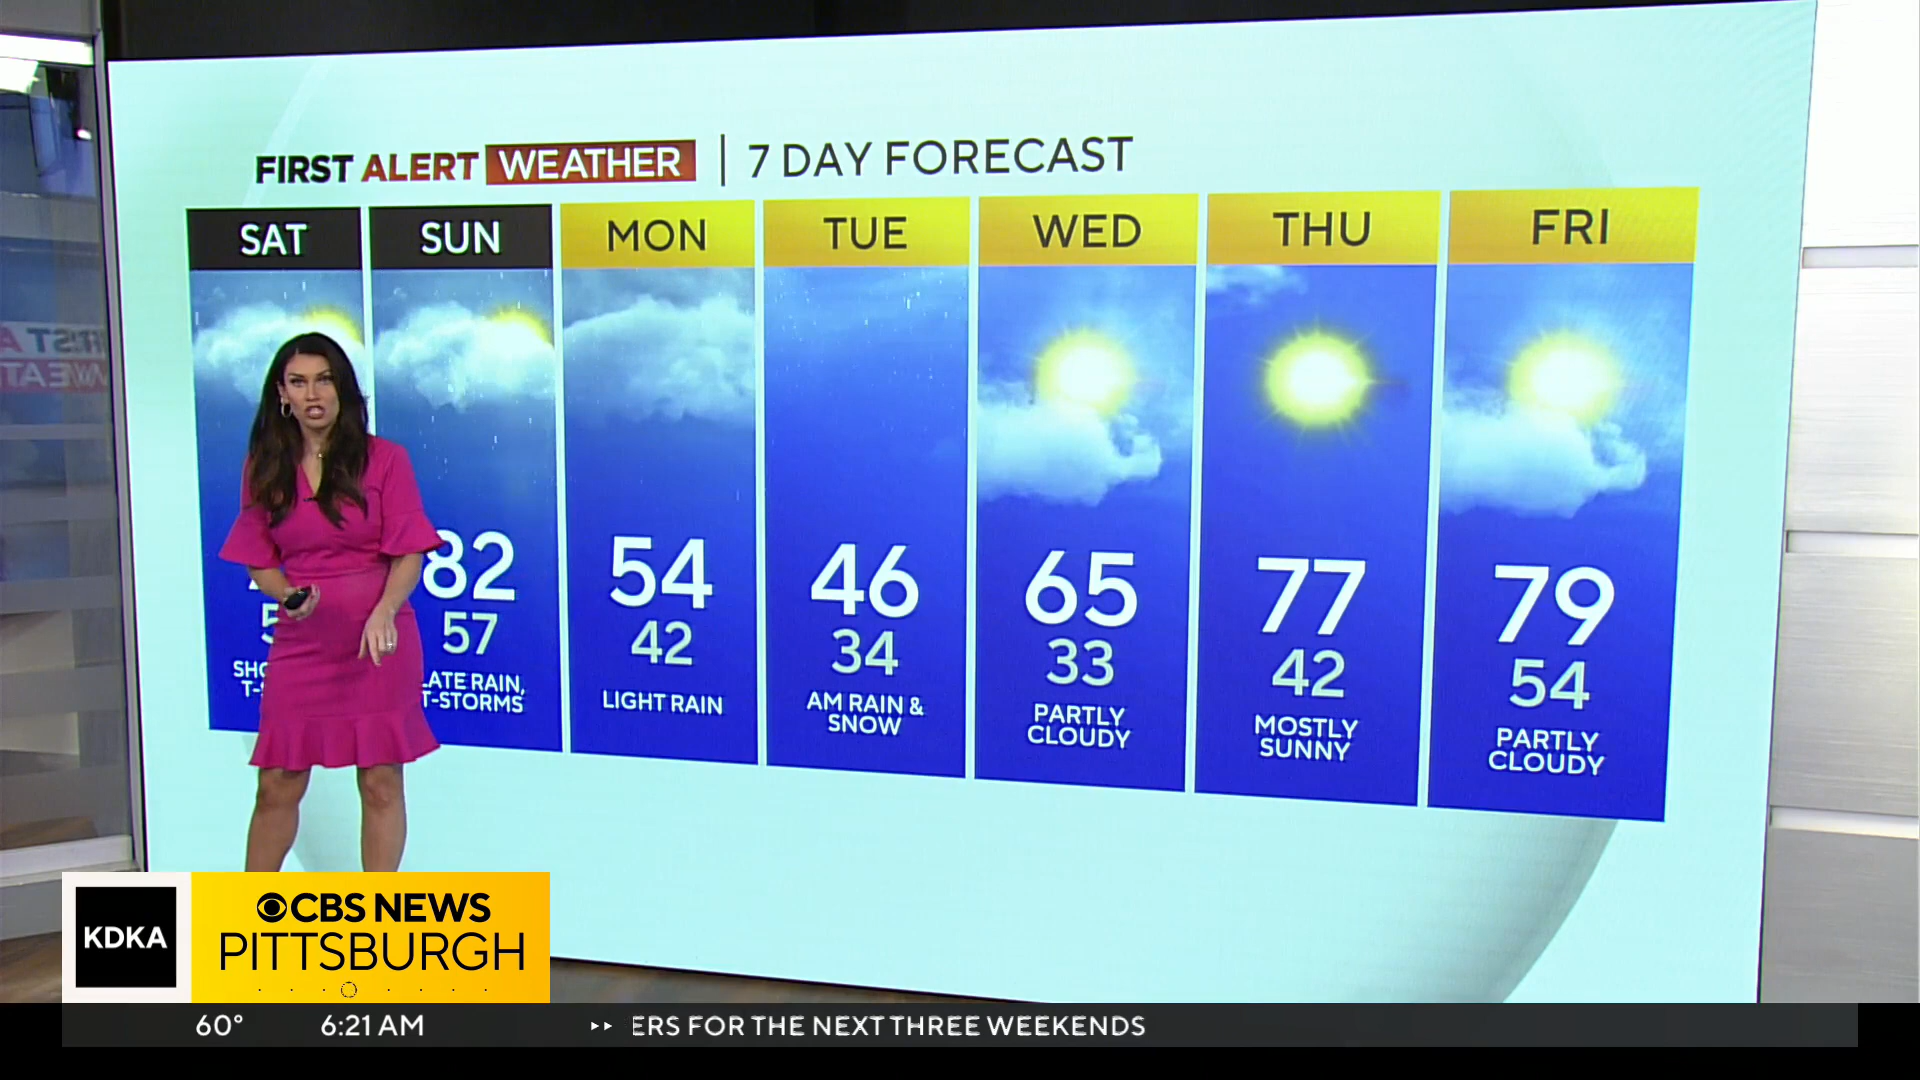 FIRST ALERT WEATHER | 7 DAY FORECAST
SAT SUN MON TUE WED THU FRI
82 54 46 65 77 79
57 42 34 33 42 54
LATE RAIN,
T-STORMS
LIGHT RAIN
AM RAIN &
SNOW
PARTLY
CLOUDY
MOSTLY
SUNNY
PARTLY
CLOUDY
KDKA
CBS NEWS
PITTSBURGH
60° 6:21 AM ERS FOR THE NEXT THREE WEEKENDS